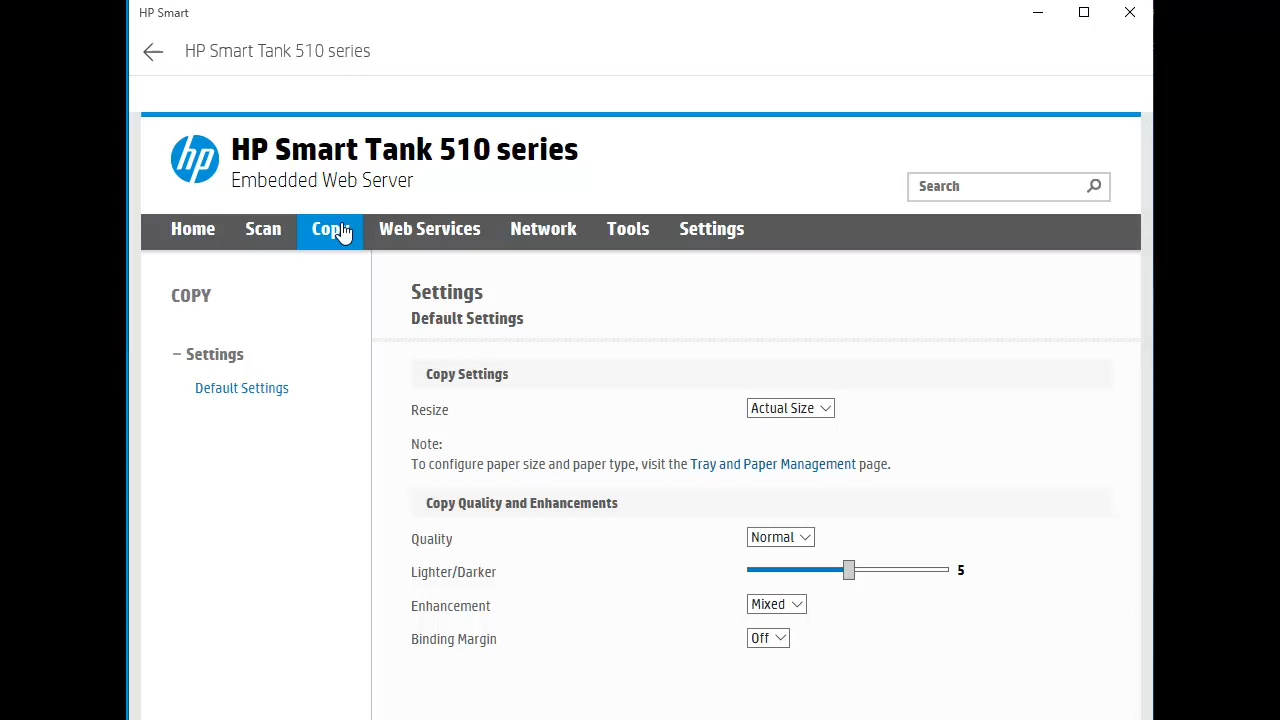 HP Smart
HP Smart Tank 510 series
hp
HP Smart Tank 510 series
Embedded Web Server
Search
Home Scan Copy Web Services Network Tools Settings
COPY
Settings
Default Settings
Settings
Default Settings
Copy Settings
Resize Actual Size
Note:
To configure paper size and paper type, visit the Tray and Paper Management page.
Copy Quality and Enhancements
Quality Normal
Lighter/Darker 5
Enhancement Mixed
Binding Margin Off